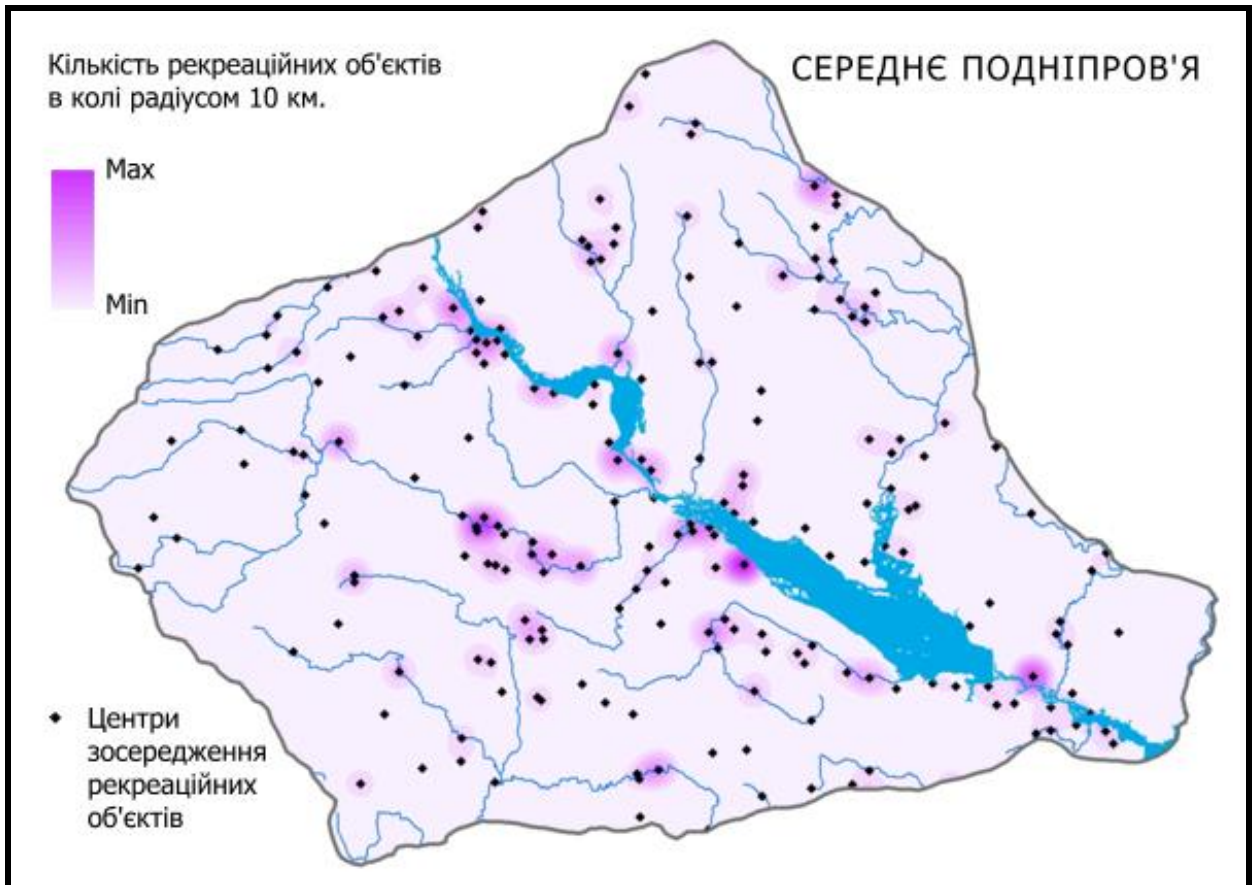 Кількість рекреаційних об'єктів
в колі радіусом 10 км.
СЕРЕДНЄ ПОДНІПРОВ'Я
Max
Min
Центри
зосередження
рекреаційних
об'єктів